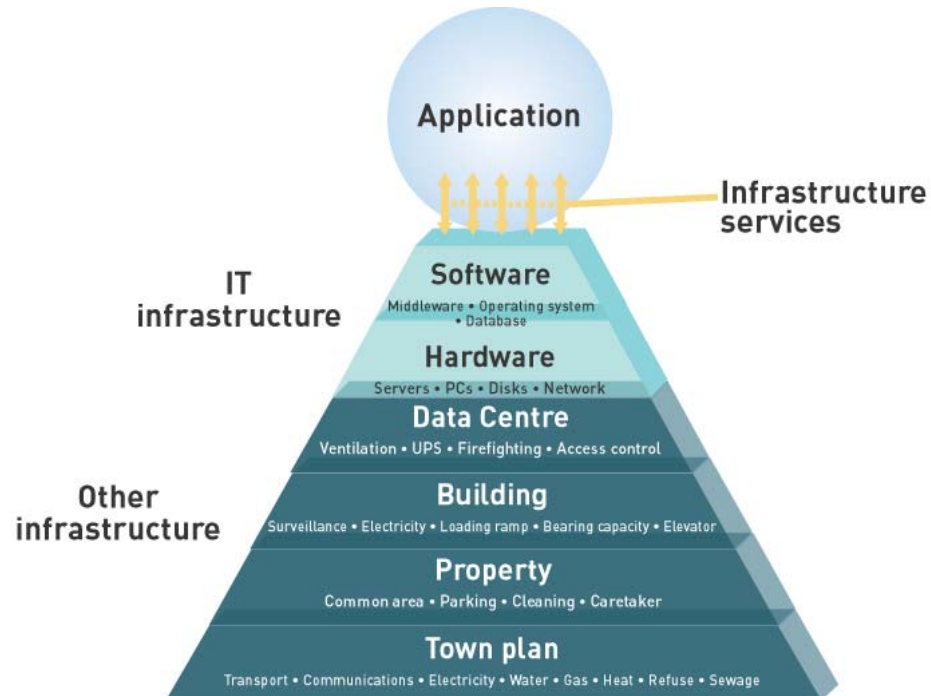 Application
Infrastructure
services
IT
infrastructure
Software
Middleware • Operating system
• Database
Hardware
Servers • PCs • Disks • Network
Data Centre
Ventilation • UPS • Firefighting • Access control
Other
infrastructure
Building
Surveillance • Electricity • Loading ramp • Bearing capacity • Elevator
Property
Common area • Parking • Cleaning • Caretaker
Town plan
Transport • Communications • Electricity • Water • Gas • Heat • Refuse • Sewage